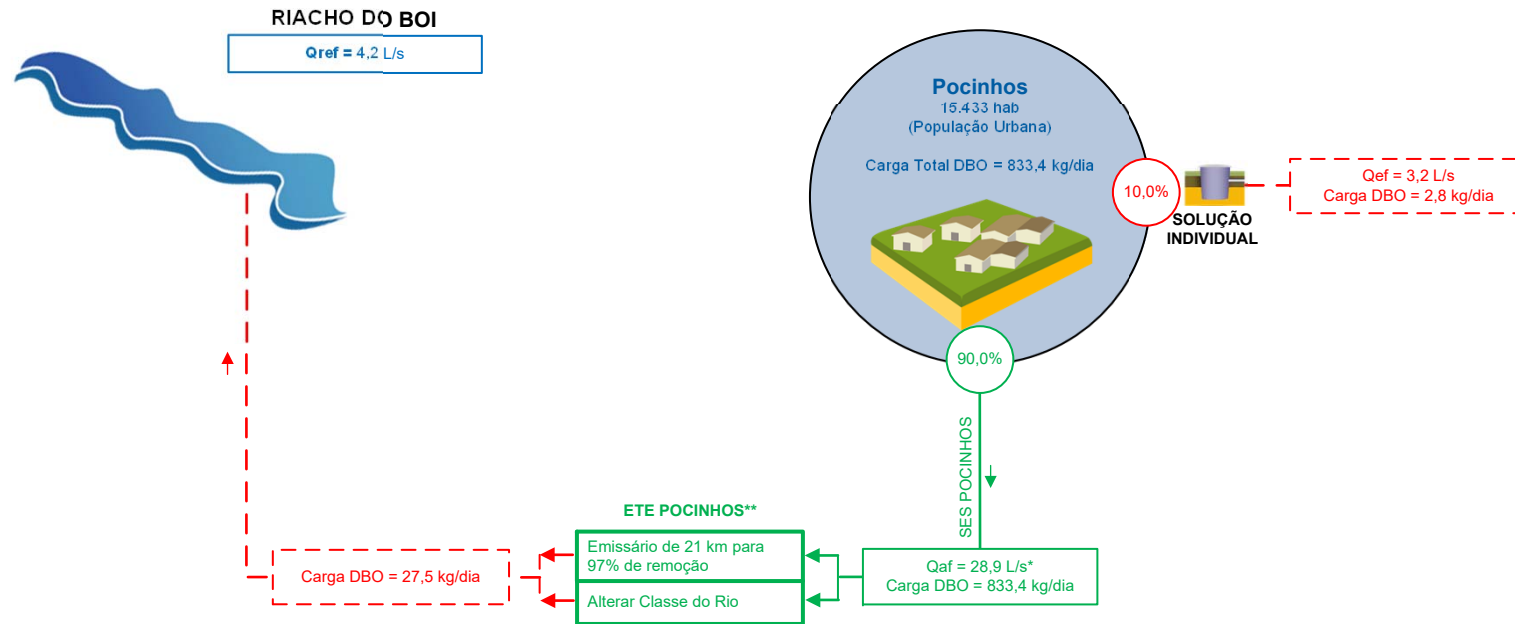 RIACHO DO BOI
Qref = 4,2 L/s
Pocinhos
15.433 hab
(População Urbana)
Carga Total DBO = 833,4 kg/dia
10,0%
SOLUÇÃO
INDIVIDUAL
Qef = 3,2 L/s
Carga DBO = 2,8 kg/dia
90,0%
SES POCINHOS
ETE POCINHOS**
Emissário de 21 km para
97% de remoção
Alterar Classe do Rio
Qaf = 28,9 L/s*
Carga DBO = 833,4 kg/dia
Carga DBO = 27,5 kg/dia